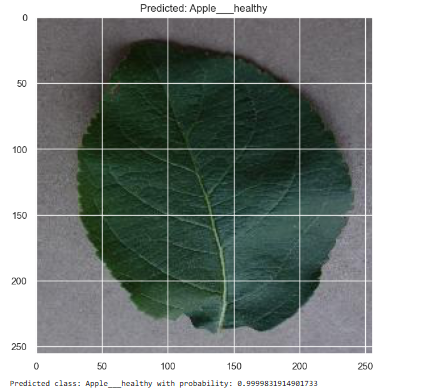 Predicted: Apple___healthy
0
50
100
150
200
250
0 50 100 150 200 250
Predicted class: Apple___healthy with probability: 0.9999831914901733